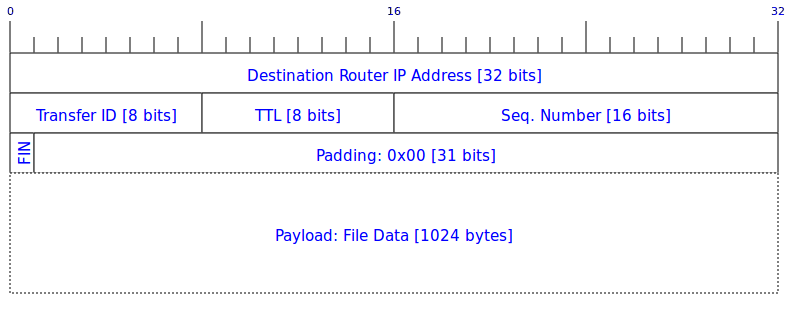 0 16 32
Destination Router IP Address [32 bits]
Transfer ID [8 bits] TTL [8 bits] Seq. Number [16 bits]
FIN Padding: 0x00 [31 bits]
Payload: File Data [1024 bytes]